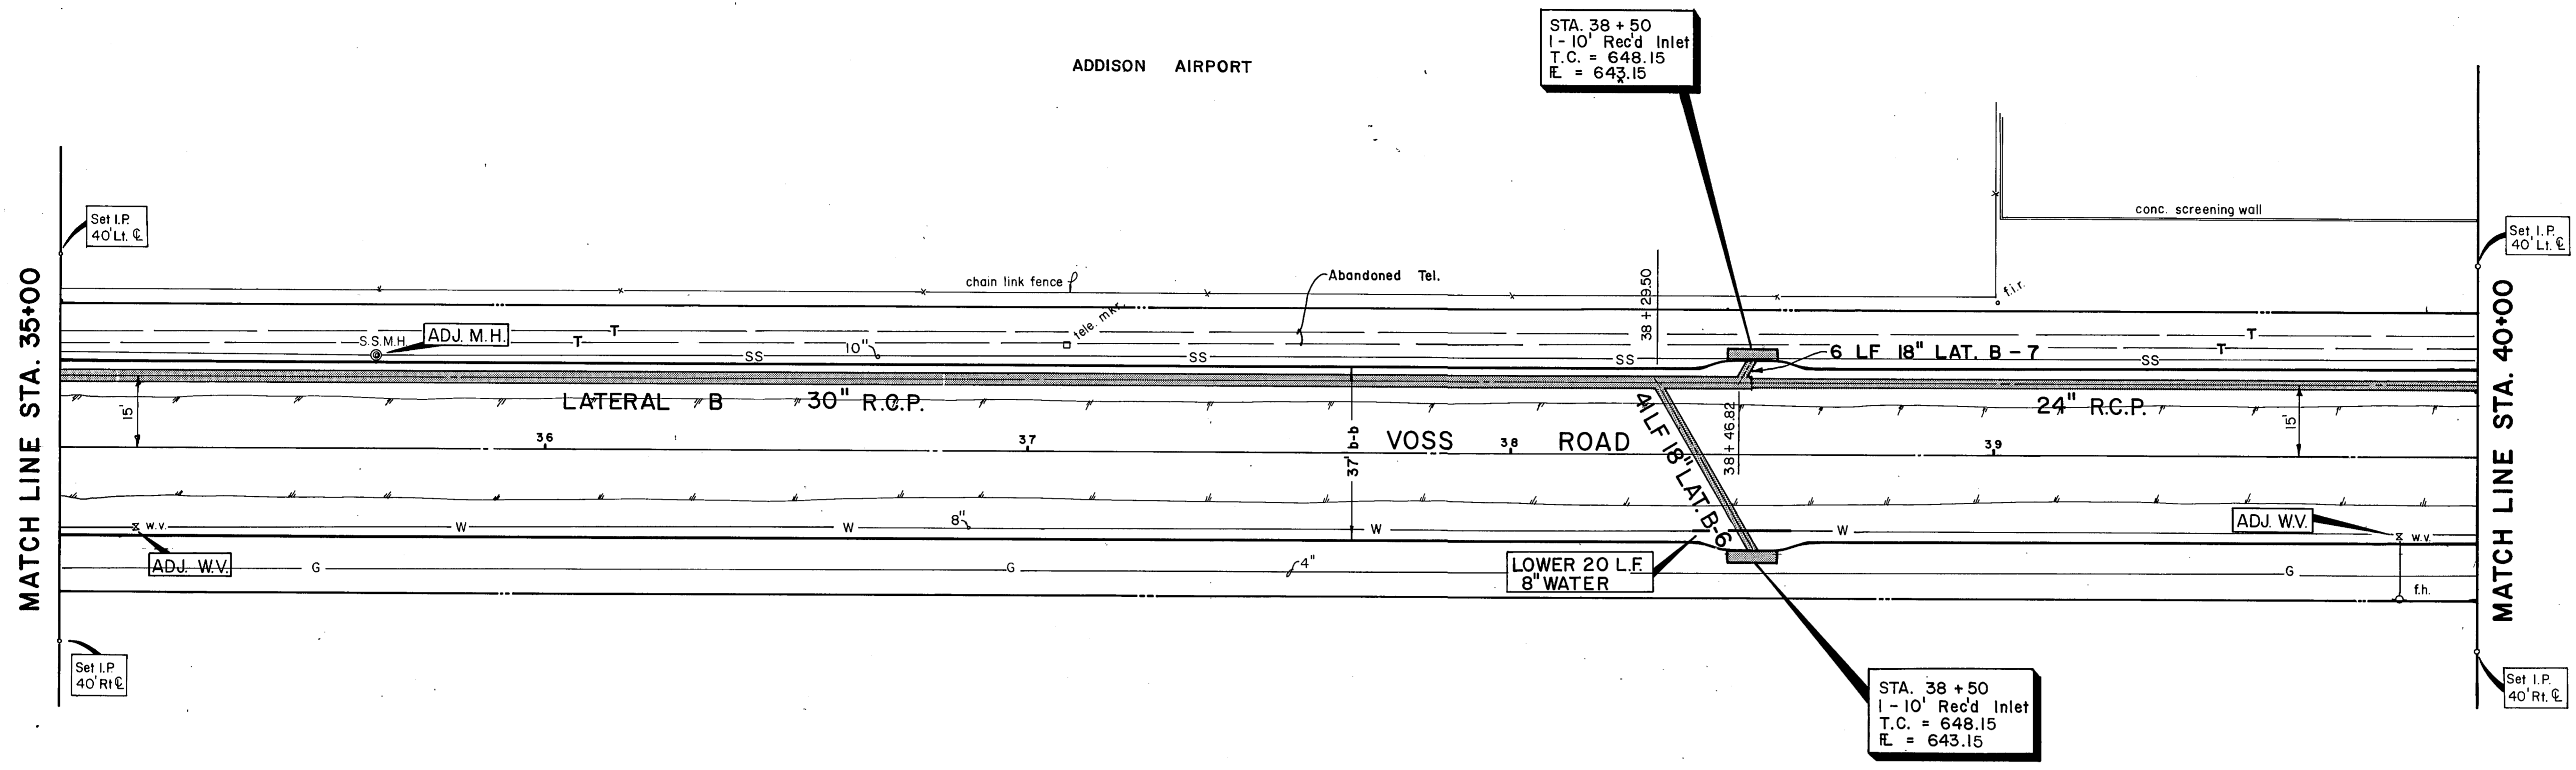 ADDISON AIRPORT
STA. 38 + 50
1 - 10' Rec'd Inlet
T.C. = 648.15
FL = 643.15
Set I.P.
40' Lt. ℄
conc. screening wall
Set I.P.
40' Lt. ℄
MATCH LINE STA. 35+00
chain link fence
Abandoned Tel.
38 + 29.50
f.i.r.
MATCH LINE STA. 40+00
S.S.M.H.
ADJ. M.H.
T
T
tele. mkr.
T
T
SS
10"
SS
SS
6 LF 18" LAT. B - 7
SS
15'
LATERAL B 30" R.C.P.
41 LF 18" LAT. B-6
38 + 46.82
24" R.C.P.
15'
36
37
37' b-b
VOSS
38
ROAD
39
w.v.
W
W
8"
W
W
ADJ. W.V.
w.v.
ADJ. W.V.
G
G
4"
LOWER 20 L.F.
8" WATER
G
f.h.
Set I.P.
40' Rt ℄
STA. 38 + 50
1 - 10' Rec'd Inlet
T.C. = 648.15
FL = 643.15
Set I.P.
40' Rt. ℄